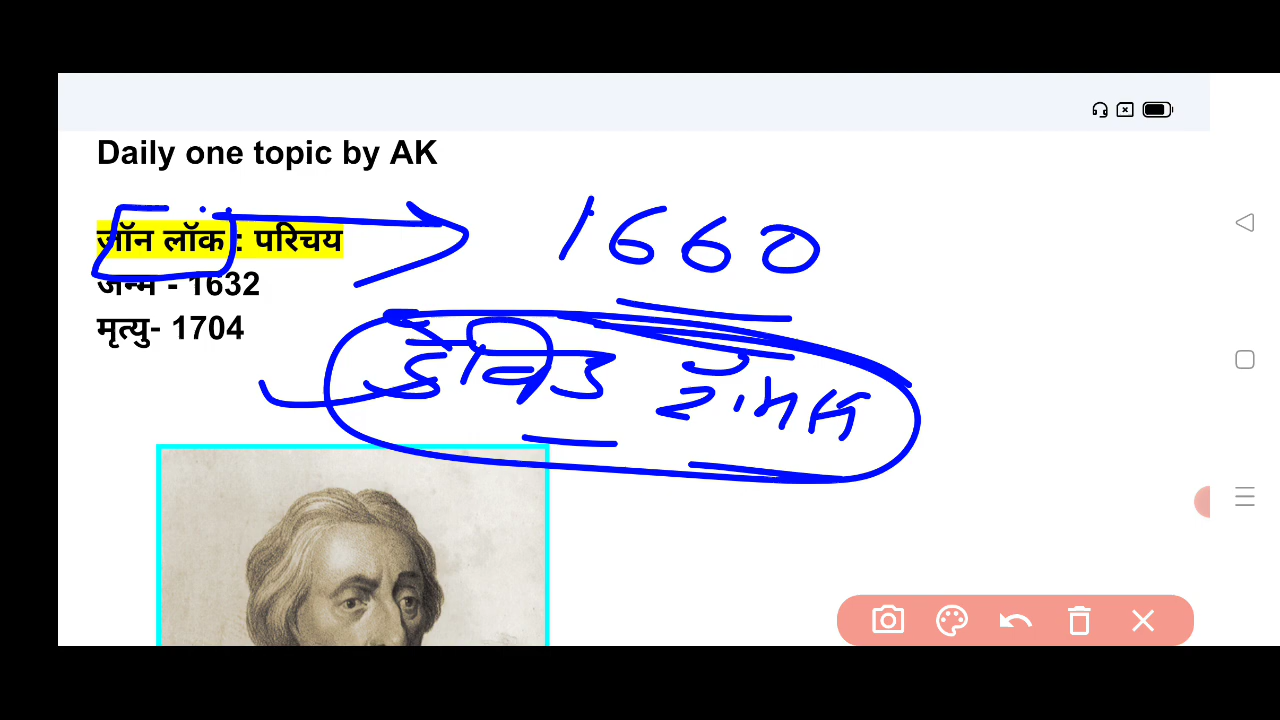 Daily one topic by AK
जॉन लॉक : परिचय
1660
जन्म - 1632
मृत्यु- 1704